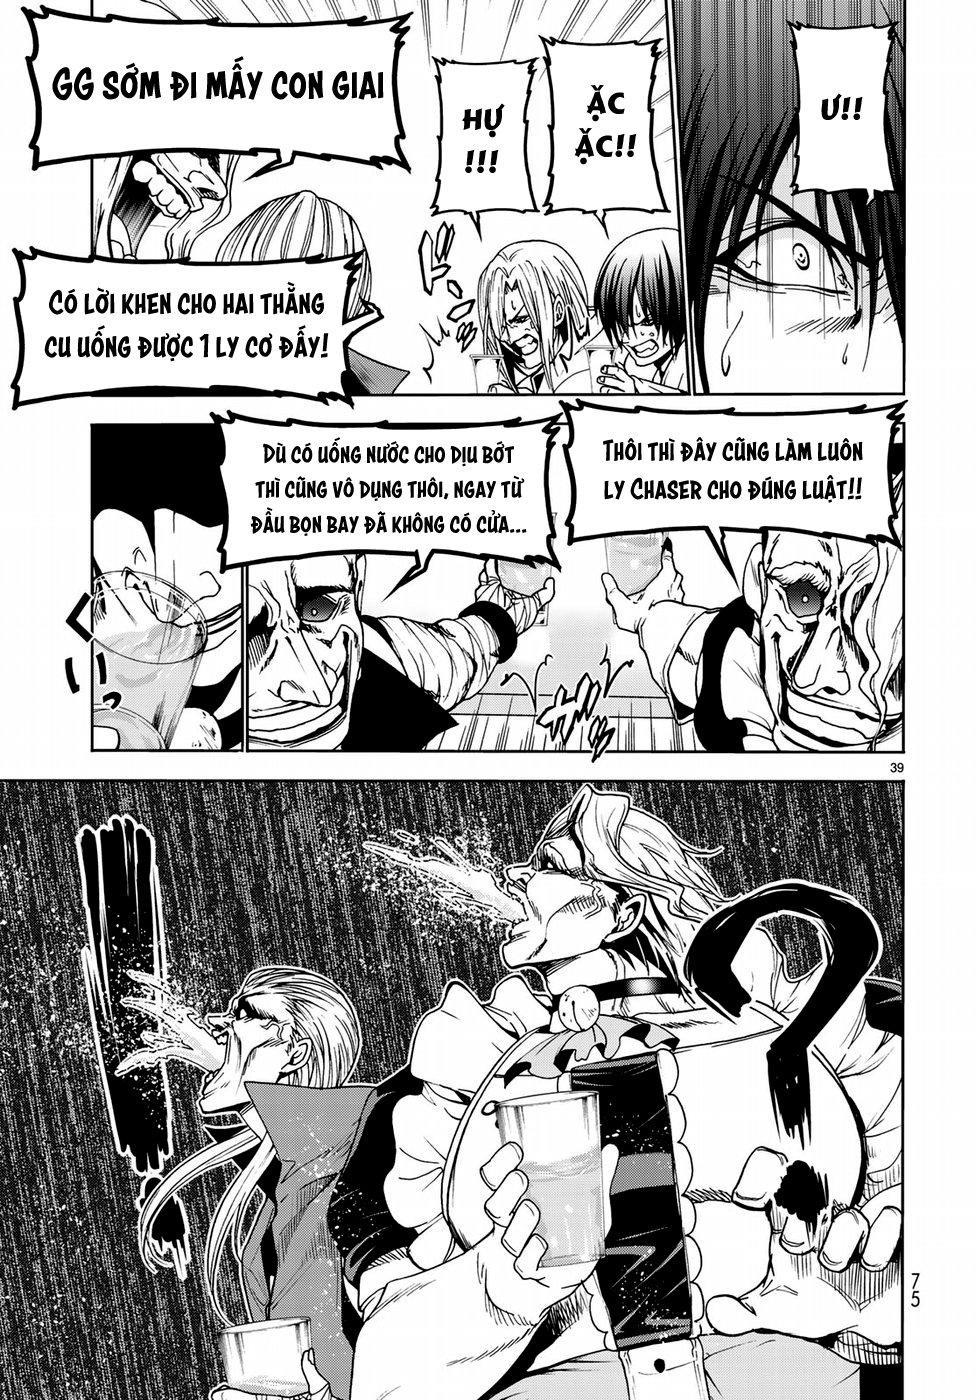 Ư!!
ẶC
ẶC!!
HỰ
!!!
GG SỚM ĐI MẤY CON GIAI
CÓ LỜI KHEN CHO HAI THẰNG
CU UỐNG ĐƯỢC 1 LY CƠ ĐẤY!
THÔI THÌ ĐÂY CŨNG LÀM LUÔN
LY CHASER CHO ĐÚNG LUẬT!!
DÙ CÓ UỐNG NƯỚC CHO DỊU BỚT
THÌ CŨNG VÔ DỤNG THÔI, NGAY TỪ
ĐẦU BỌN BAY ĐÃ KHÔNG CÓ CỬA...
39
!?
75